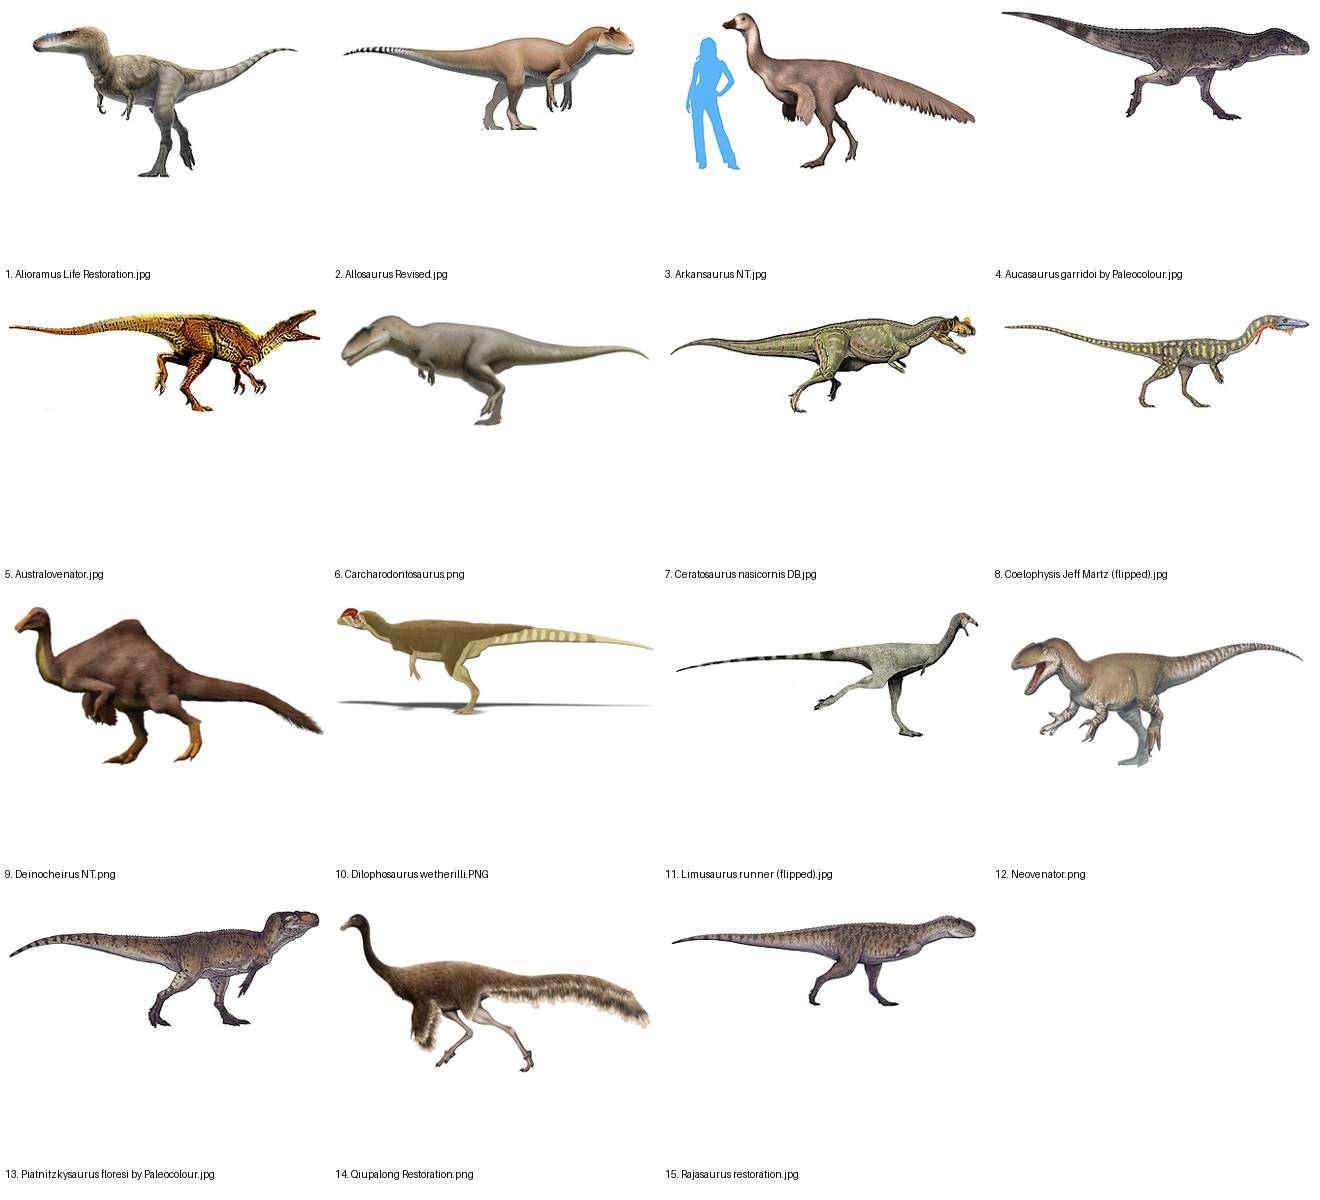 1. Alioramus Life Restoration.jpg
2. Allosaurus Revised.jpg
3. Arkansaurus NT.jpg
4. Aucasaurus garridoi by Paleocolour.jpg
5. Australovenator.jpg
6. Carcharodontosaurus.png
7. Ceratosaurus nasicornis DB.jpg
8. Coelophysis Jeff Martz (flipped).jpg
9. Deinocheirus NT.png
10. Dilophosaurus wetherilli.PNG
11. Limusaurus runner (flipped).jpg
12. Neovenator.png
13. Piatnitzkysaurus floresi by Paleocolour.jpg
14. Qiupalong Restoration.png
15. Rajasaurus restoration.jpg